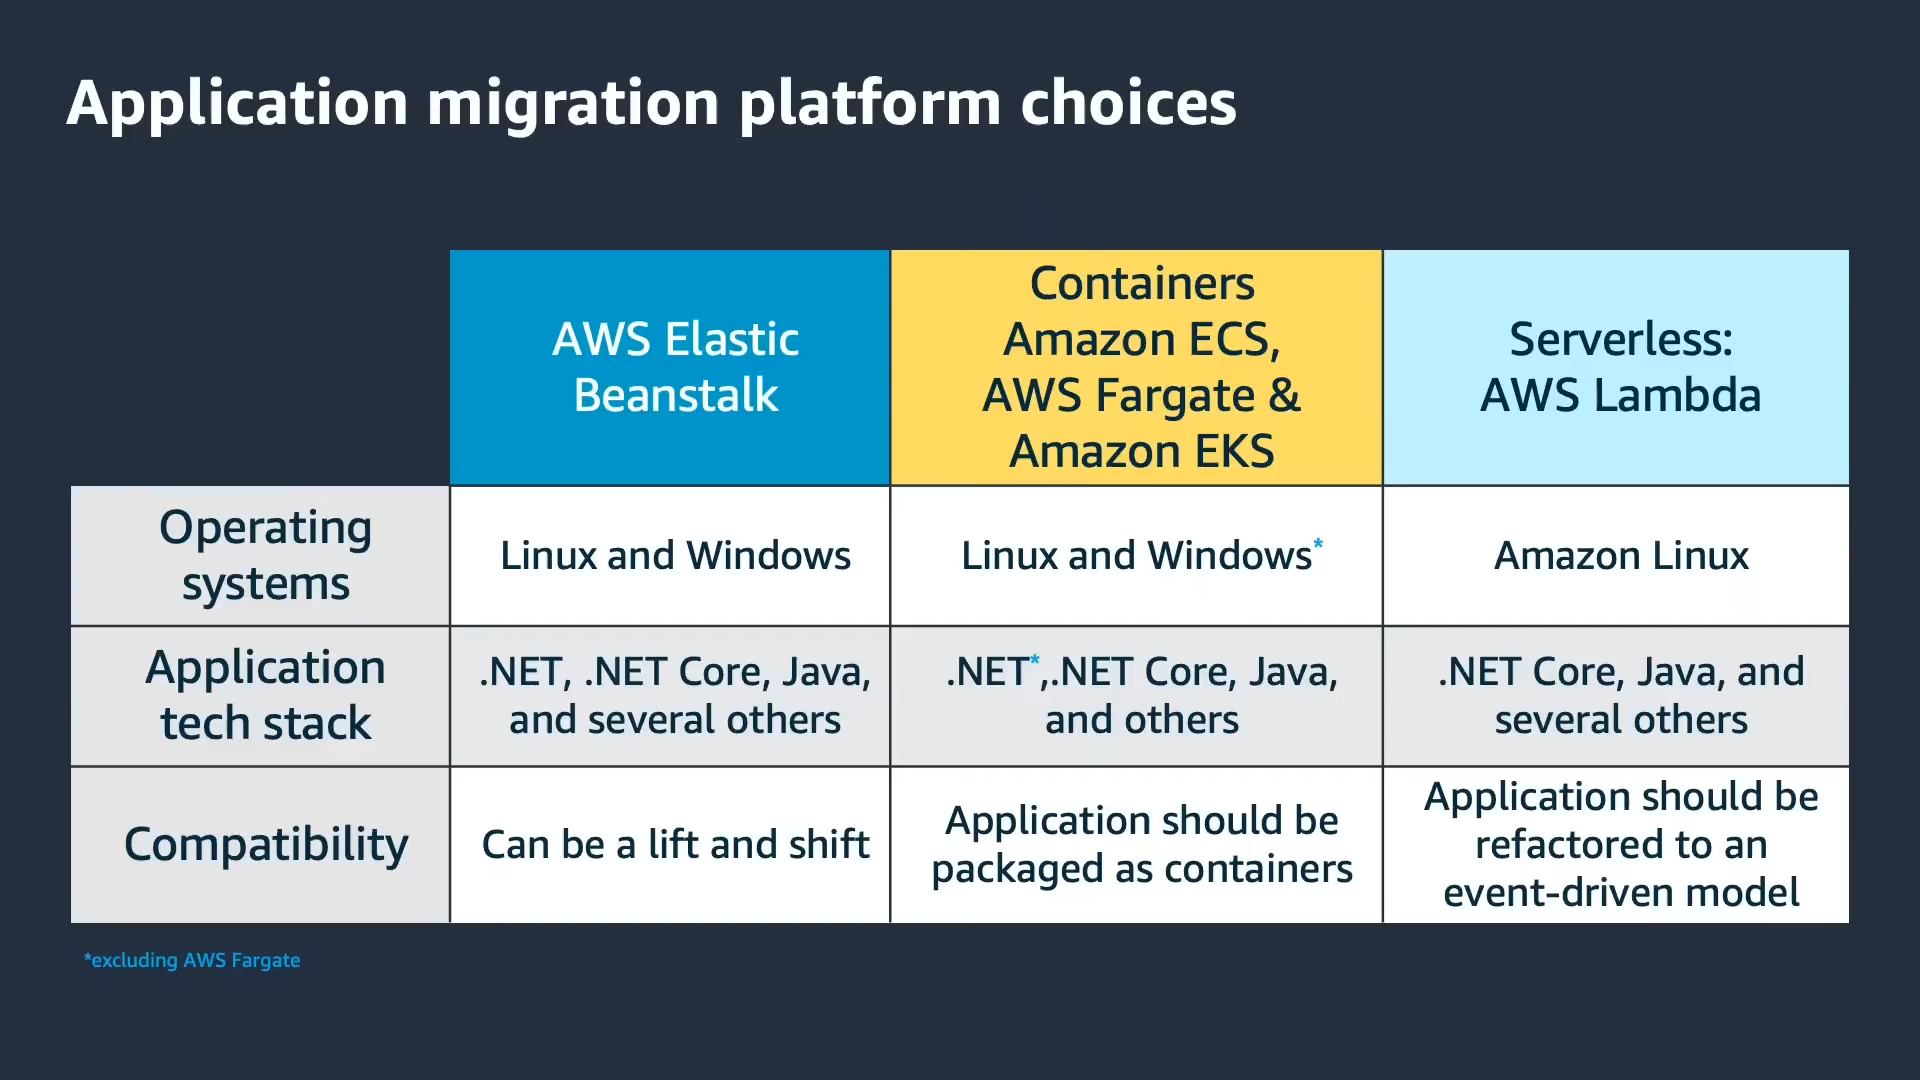 Application migration platform choices
AWS Elastic
Beanstalk
Containers
Amazon ECS,
AWS Fargate &
Amazon EKS
Serverless:
AWS Lambda
Operating
systems
Linux and Windows
Linux and Windows*
Amazon Linux
Application
tech stack
.NET, .NET Core, Java,
and several others
.NET*,.NET Core, Java,
and others
.NET Core, Java, and
several others
Compatibility
Can be a lift and shift
Application should be
packaged as containers
Application should be
refactored to an
event-driven model
*excluding AWS Fargate